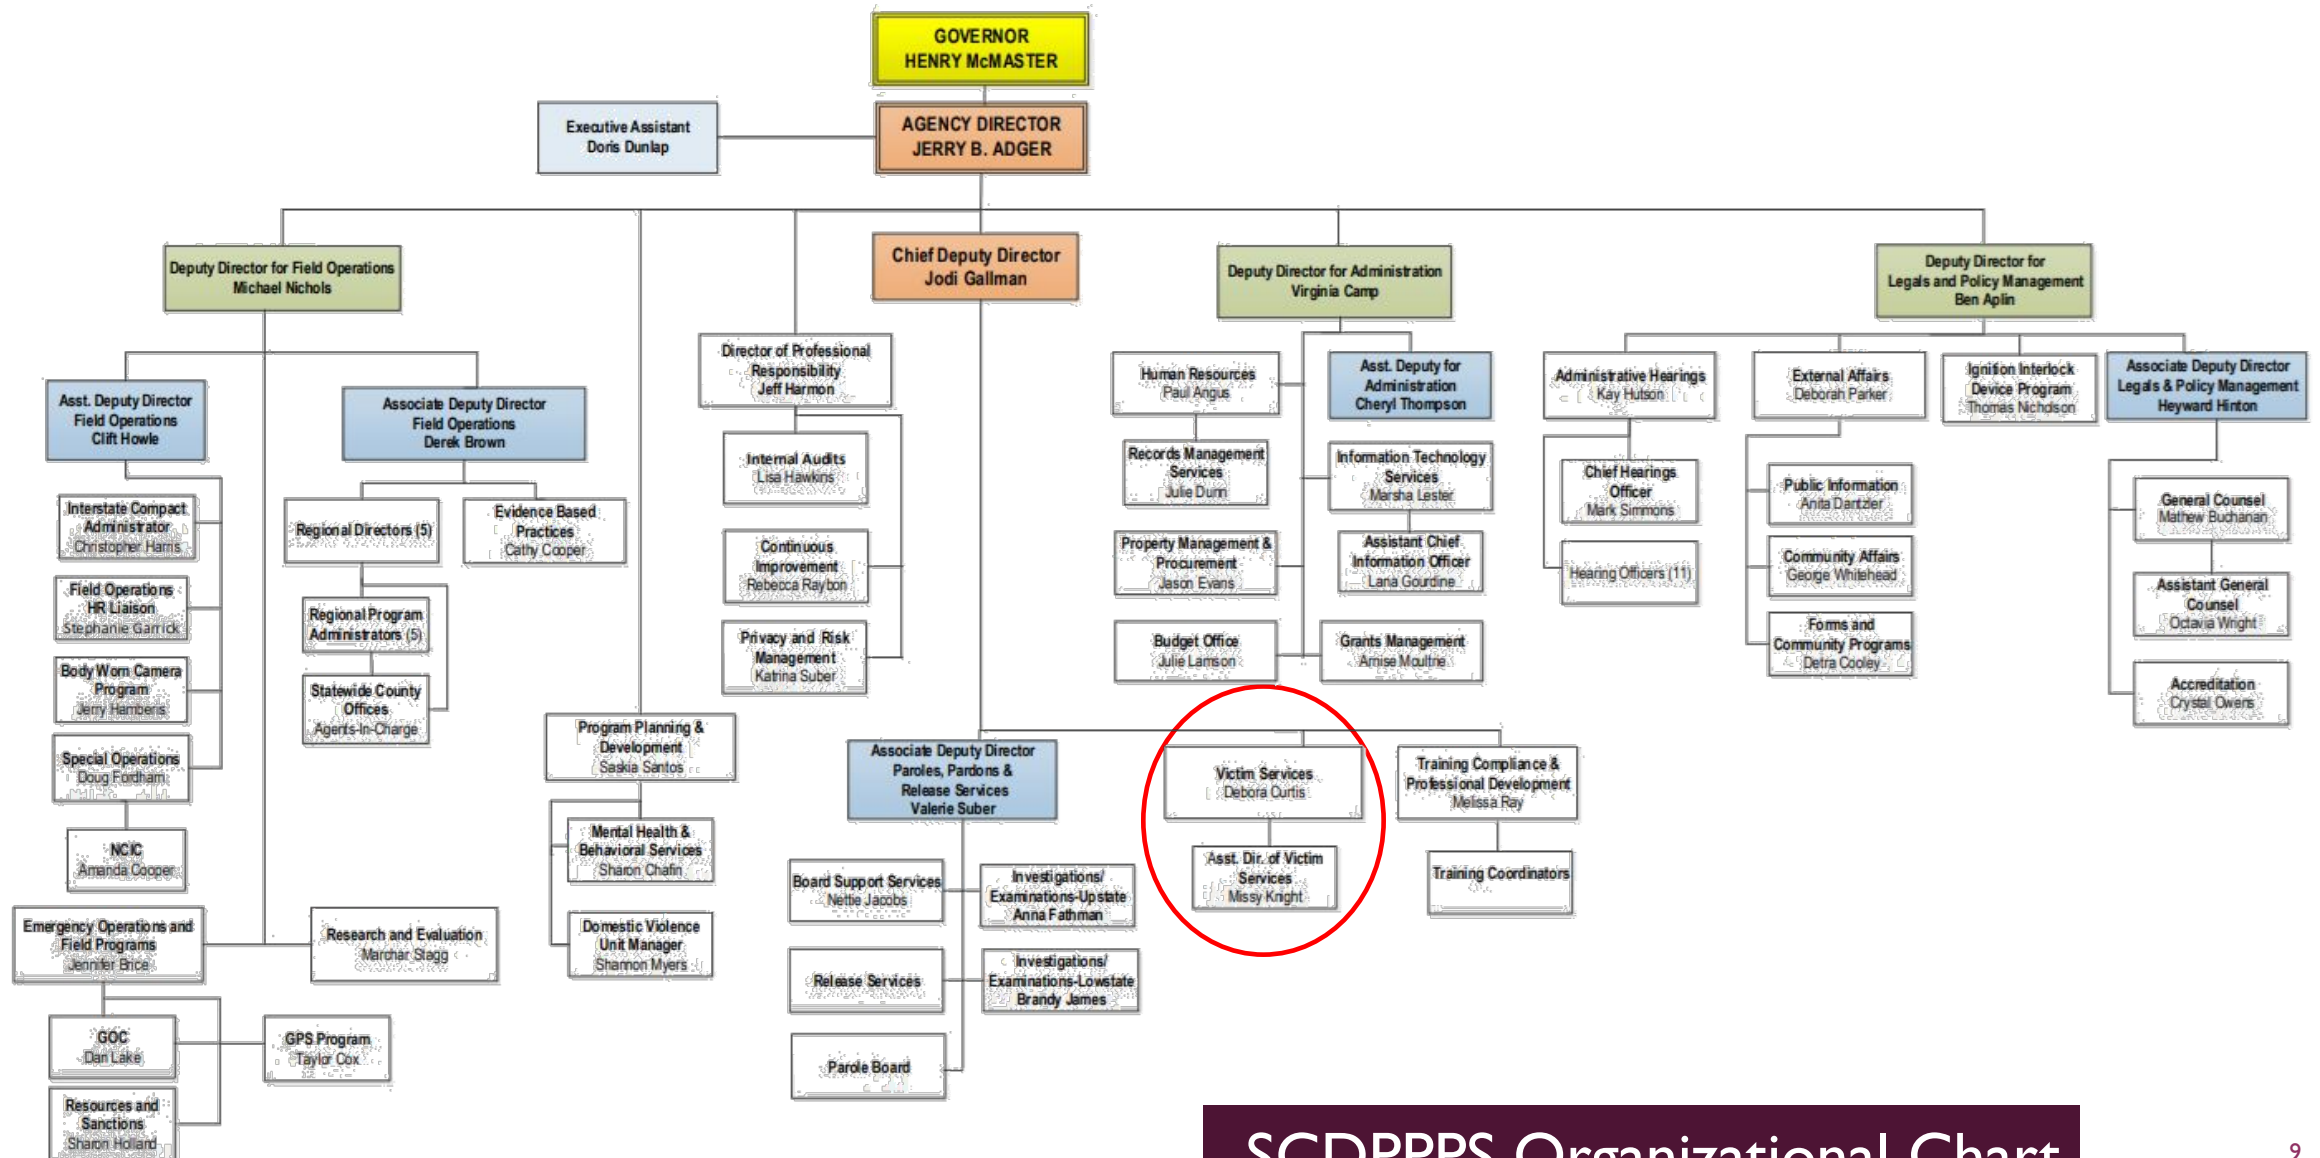 GOVERNOR
HENRY McMASTER
Executive Assistant
Doris Dunlap
AGENCY DIRECTOR
JERRY B. ADGER
Deputy Director for Field Operations
Michael Nichols
Chief Deputy Director
Jodi Gallman
Deputy Director for Administration
Virginia Camp
Deputy Director for
Legals and Policy Management
Ben Aplin
Asst. Deputy Director
Field Operations
Clift Howle
Interstate Compact
Administrator
Christopher Harris
Field Operations
HR Liaison
Stephanie Garrick
Body Worn Camera
Program
Jerry Hamberis
Special Operations
Doug Fordham
NCIC
Amanda Cooper
Associate Deputy Director
Field Operations
Derek Brown
Regional Directors (5)
Evidence Based
Practices
Cathy Cooper
Regional Program
Administrators (5)
Statewide County
Offices
Agents-In-Charge
Emergency Operations and
Field Programs
Jennifer Brice
Research and Evaluation
Marchar Stagg
GOC
Dan Lake
GPS Program
Taylor Cox
Resources and
Sanctions
Sharon Holland
Program Planning &
Development
Saskia Santos
Mental Health &
Behavioral Services
Sharon Chafin
Domestic Violence
Unit Manager
Shannon Myers
Director of Professional
Responsibility
Jeff Harmon
Internal Audits
Lisa Hawkins
Continuous
Improvement
Rebecca Raybon
Privacy and Risk
Management
Katrina Suber
Associate Deputy Director
Paroles, Pardons &
Release Services
Valerie Suber
Board Support Services
Nettie Jacobs
Investigations/
Examinations-Upstate
Anna Fathman
Release Services
Investigations/
Examinations-Lowstate
Brandy James
Parole Board
Victim Services
Debora Curtis
Asst. Dir. of Victim
Services
Missy Knight
Training Compliance &
Professional Development
Melissa Ray
Training Coordinators
Human Resources
Paul Angus
Asst. Deputy for
Administration
Cheryl Thompson
Records Management
Services
Julie Dunn
Information Technology
Services
Marsha Lester
Property Management &
Procurement
Jason Evans
Assistant Chief
Information Officer
Lana Gourdine
Budget Office
Julie Lamson
Grants Management
Arnise Moultrie
Administrative Hearings
Kay Hutson
Chief Hearings
Officer
Mark Simmons
Hearing Officers (11)
External Affairs
Deborah Parker
Public Information
Anita Dantzler
Community Affairs
George Whitehead
Forms and
Community Programs
Detra Cooley
Ignition Interlock
Device Program
Thomas Nicholson
Associate Deputy Director
Legals & Policy Management
Heyward Hinton
General Counsel
Mathew Buchanan
Assistant General
Counsel
Octavia Wright
Accreditation
Crystal Owens
SCDPPPS Organizational Chart
9